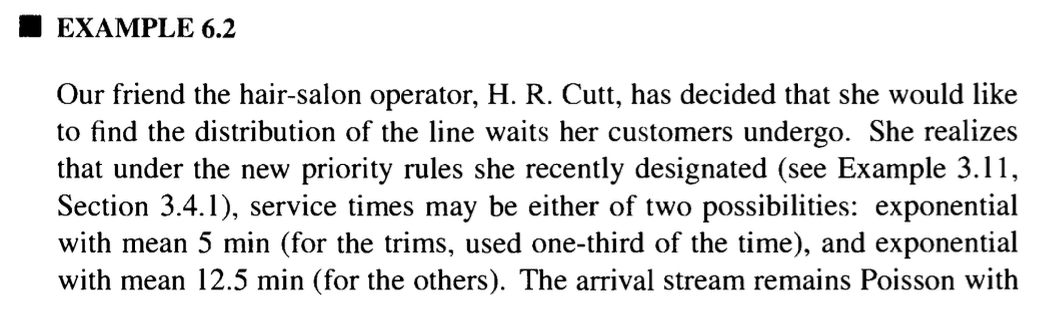 EXAMPLE 6.2
Our friend the hair-salon operator, H. R. Cutt, has decided that she would like
to find the distribution of the line waits her customers undergo. She realizes
that under the new priority rules she recently designated (see Example 3.11,
Section 3.4.1), service times may be either of two possibilities: exponential
with mean 5 min (for the trims, used one-third of the time), and exponential
with mean 12.5 min (for the others). The arrival stream remains Poisson with